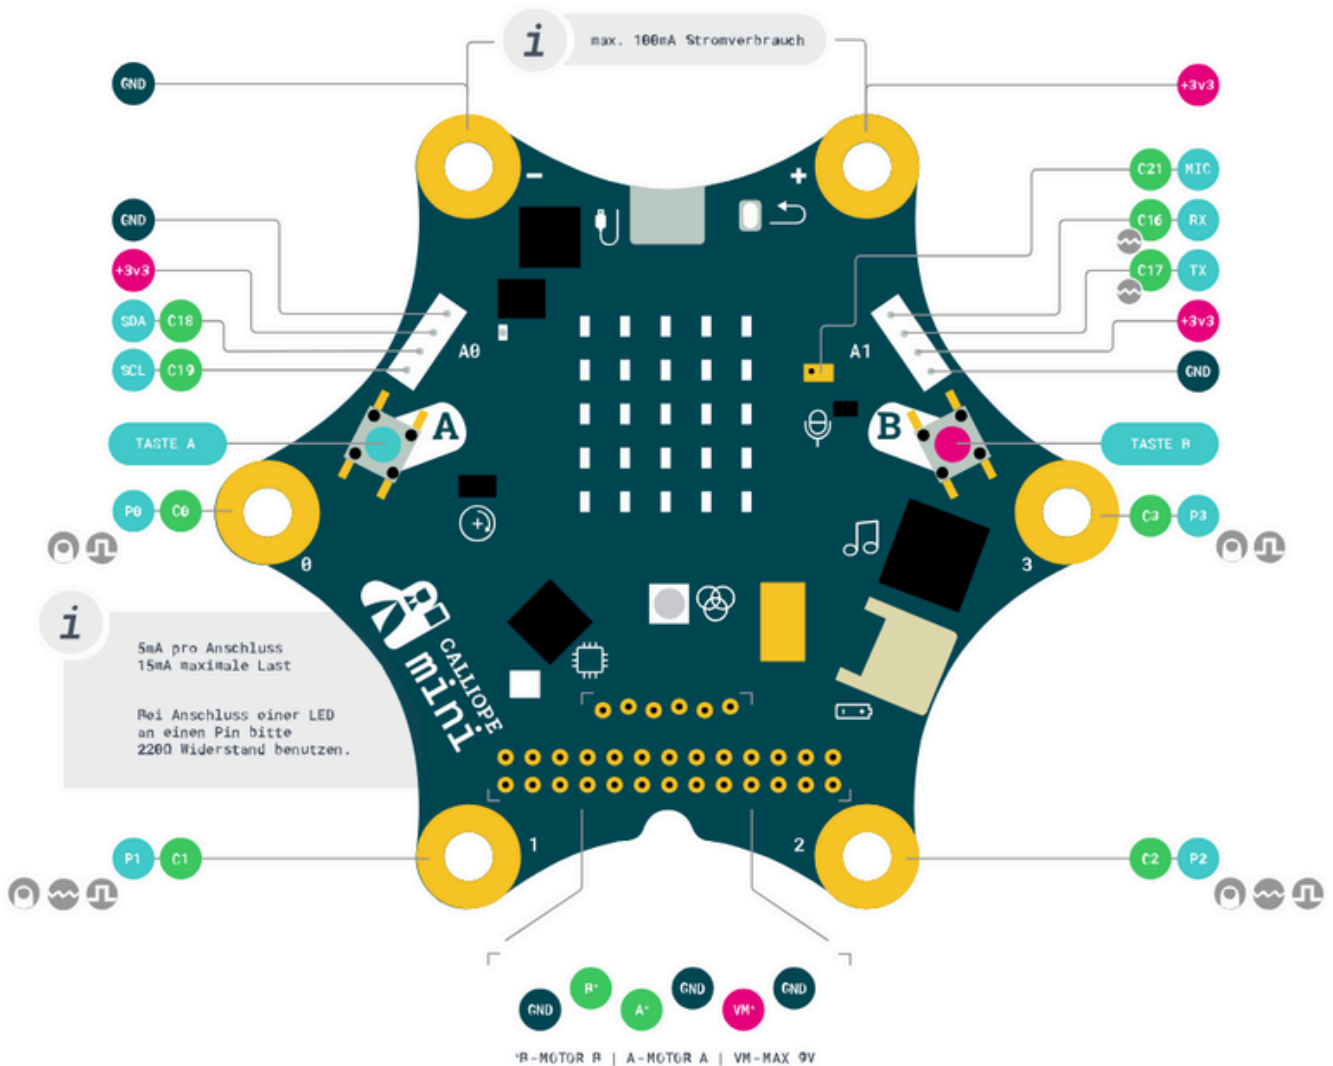 i max. 100mA Stromverbrauch
GND
+3v3
C21 MIC
GND
C16 RX
+3v3
C17 TX
SDA C18
+3v3
SCL C19
GND
A0
A1
A
B
TASTE A
TASTE B
P0 C0
C3 P3
0
3
i
5mA pro Anschluss
15mA maximale Last
Bei Anschluss einer LED
an einen Pin bitte
220Ω Widerstand benutzen.
CALLIOPE
mini
1
2
P1 C1
C2 P2
GND B* A* GND VM* GND
*B-MOTOR B | A-MOTOR A | VM-MAX 9V